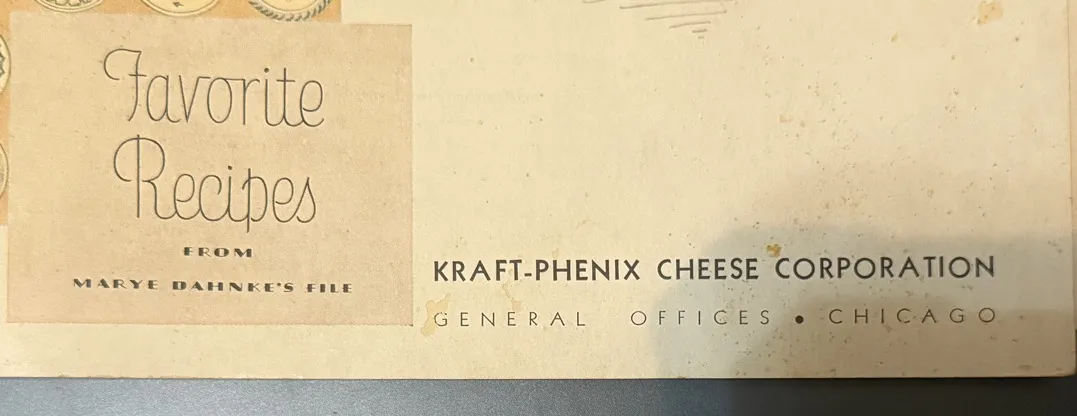 Favorite
Recipes
FROM
MARYE DAHNKE'S FILE
KRAFT-PHENIX CHEESE CORPORATION
GENERAL OFFICES • CHICAGO